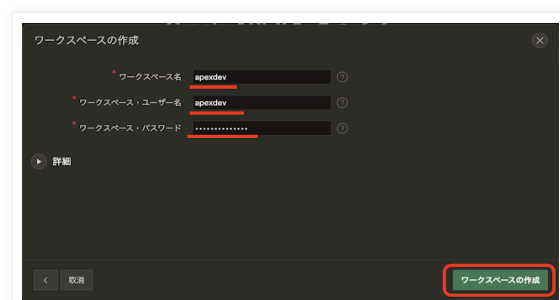 ワークスペースの作成
* ワークスペース名 apexdev
* ワークスペース・ユーザー名 apexdev
* ワークスペース・パスワード ••••••••••••••
詳細
取消 ワークスペースの作成